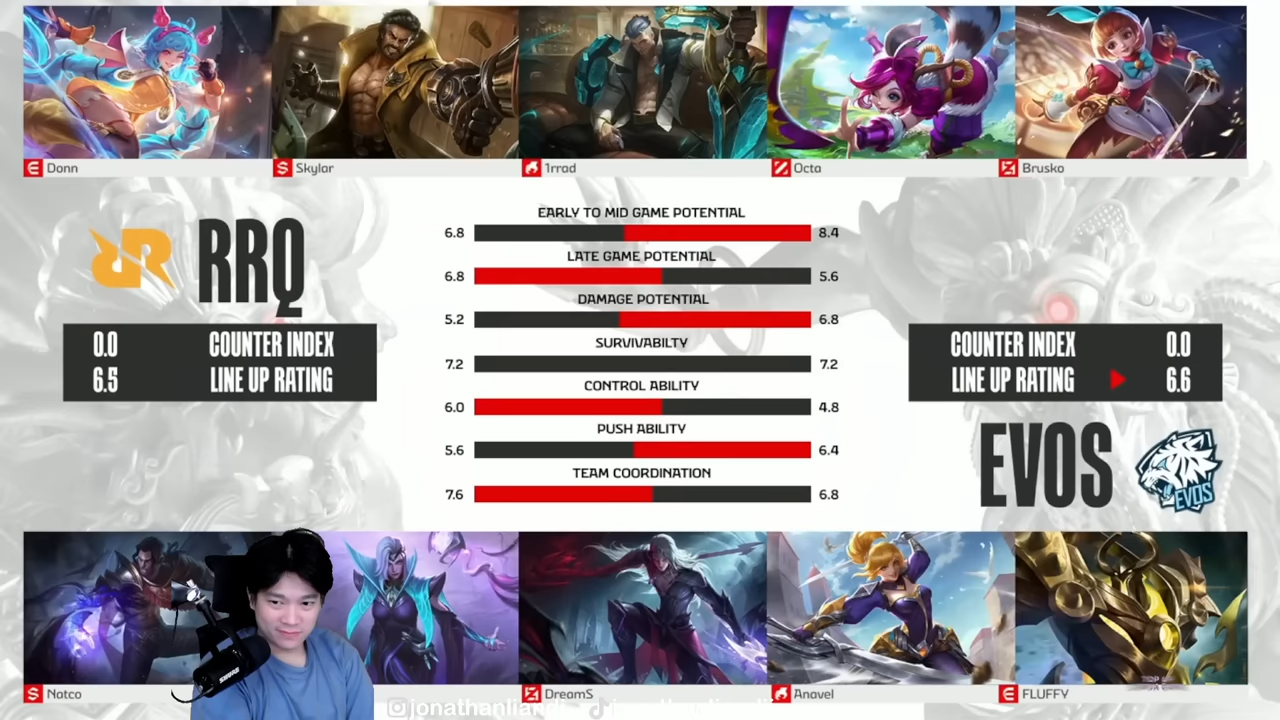 Donn
Skylar
1rrad
Octa
Brusko
RRQ
0.0 COUNTER INDEX
6.5 LINE UP RATING
EARLY TO MID GAME POTENTIAL
6.8 8.4
LATE GAME POTENTIAL
6.8 5.6
DAMAGE POTENTIAL
5.2 6.8
SURVIVABILTY
7.2 7.2
CONTROL ABILITY
6.0 4.8
PUSH ABILITY
5.6 6.4
TEAM COORDINATION
7.6 6.8
COUNTER INDEX 0.0
LINE UP RATING 6.6
EVOS
EVOS
Natco
DreamS
Anavel
FLUFFY
SHURE